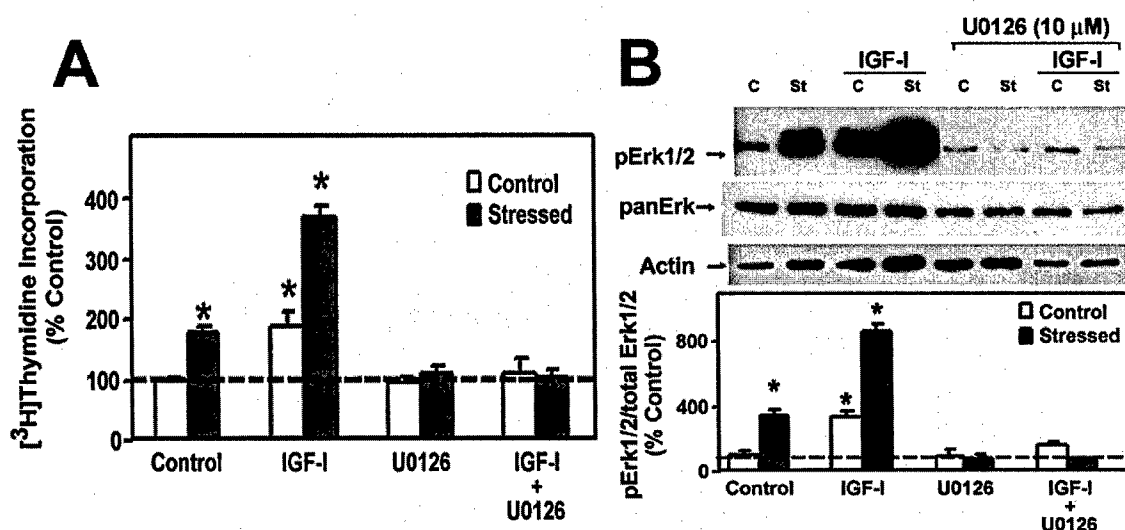 A
[³H]Thymidine Incorporation
(% Control)
400
300
200
100
0
Control
Stressed
*
*
*
Control
IGF-I
U0126
IGF-I
+
U0126
B
U0126 (10 µM)
IGF-I
IGF-I
C St C St C St C St
pErk1/2 →
panErk →
Actin →
pErk1/2/total Erk1/2
(% Control)
800
400
0
Control
Stressed
*
*
*
Control
IGF-I
U0126
IGF-I
+
U0126